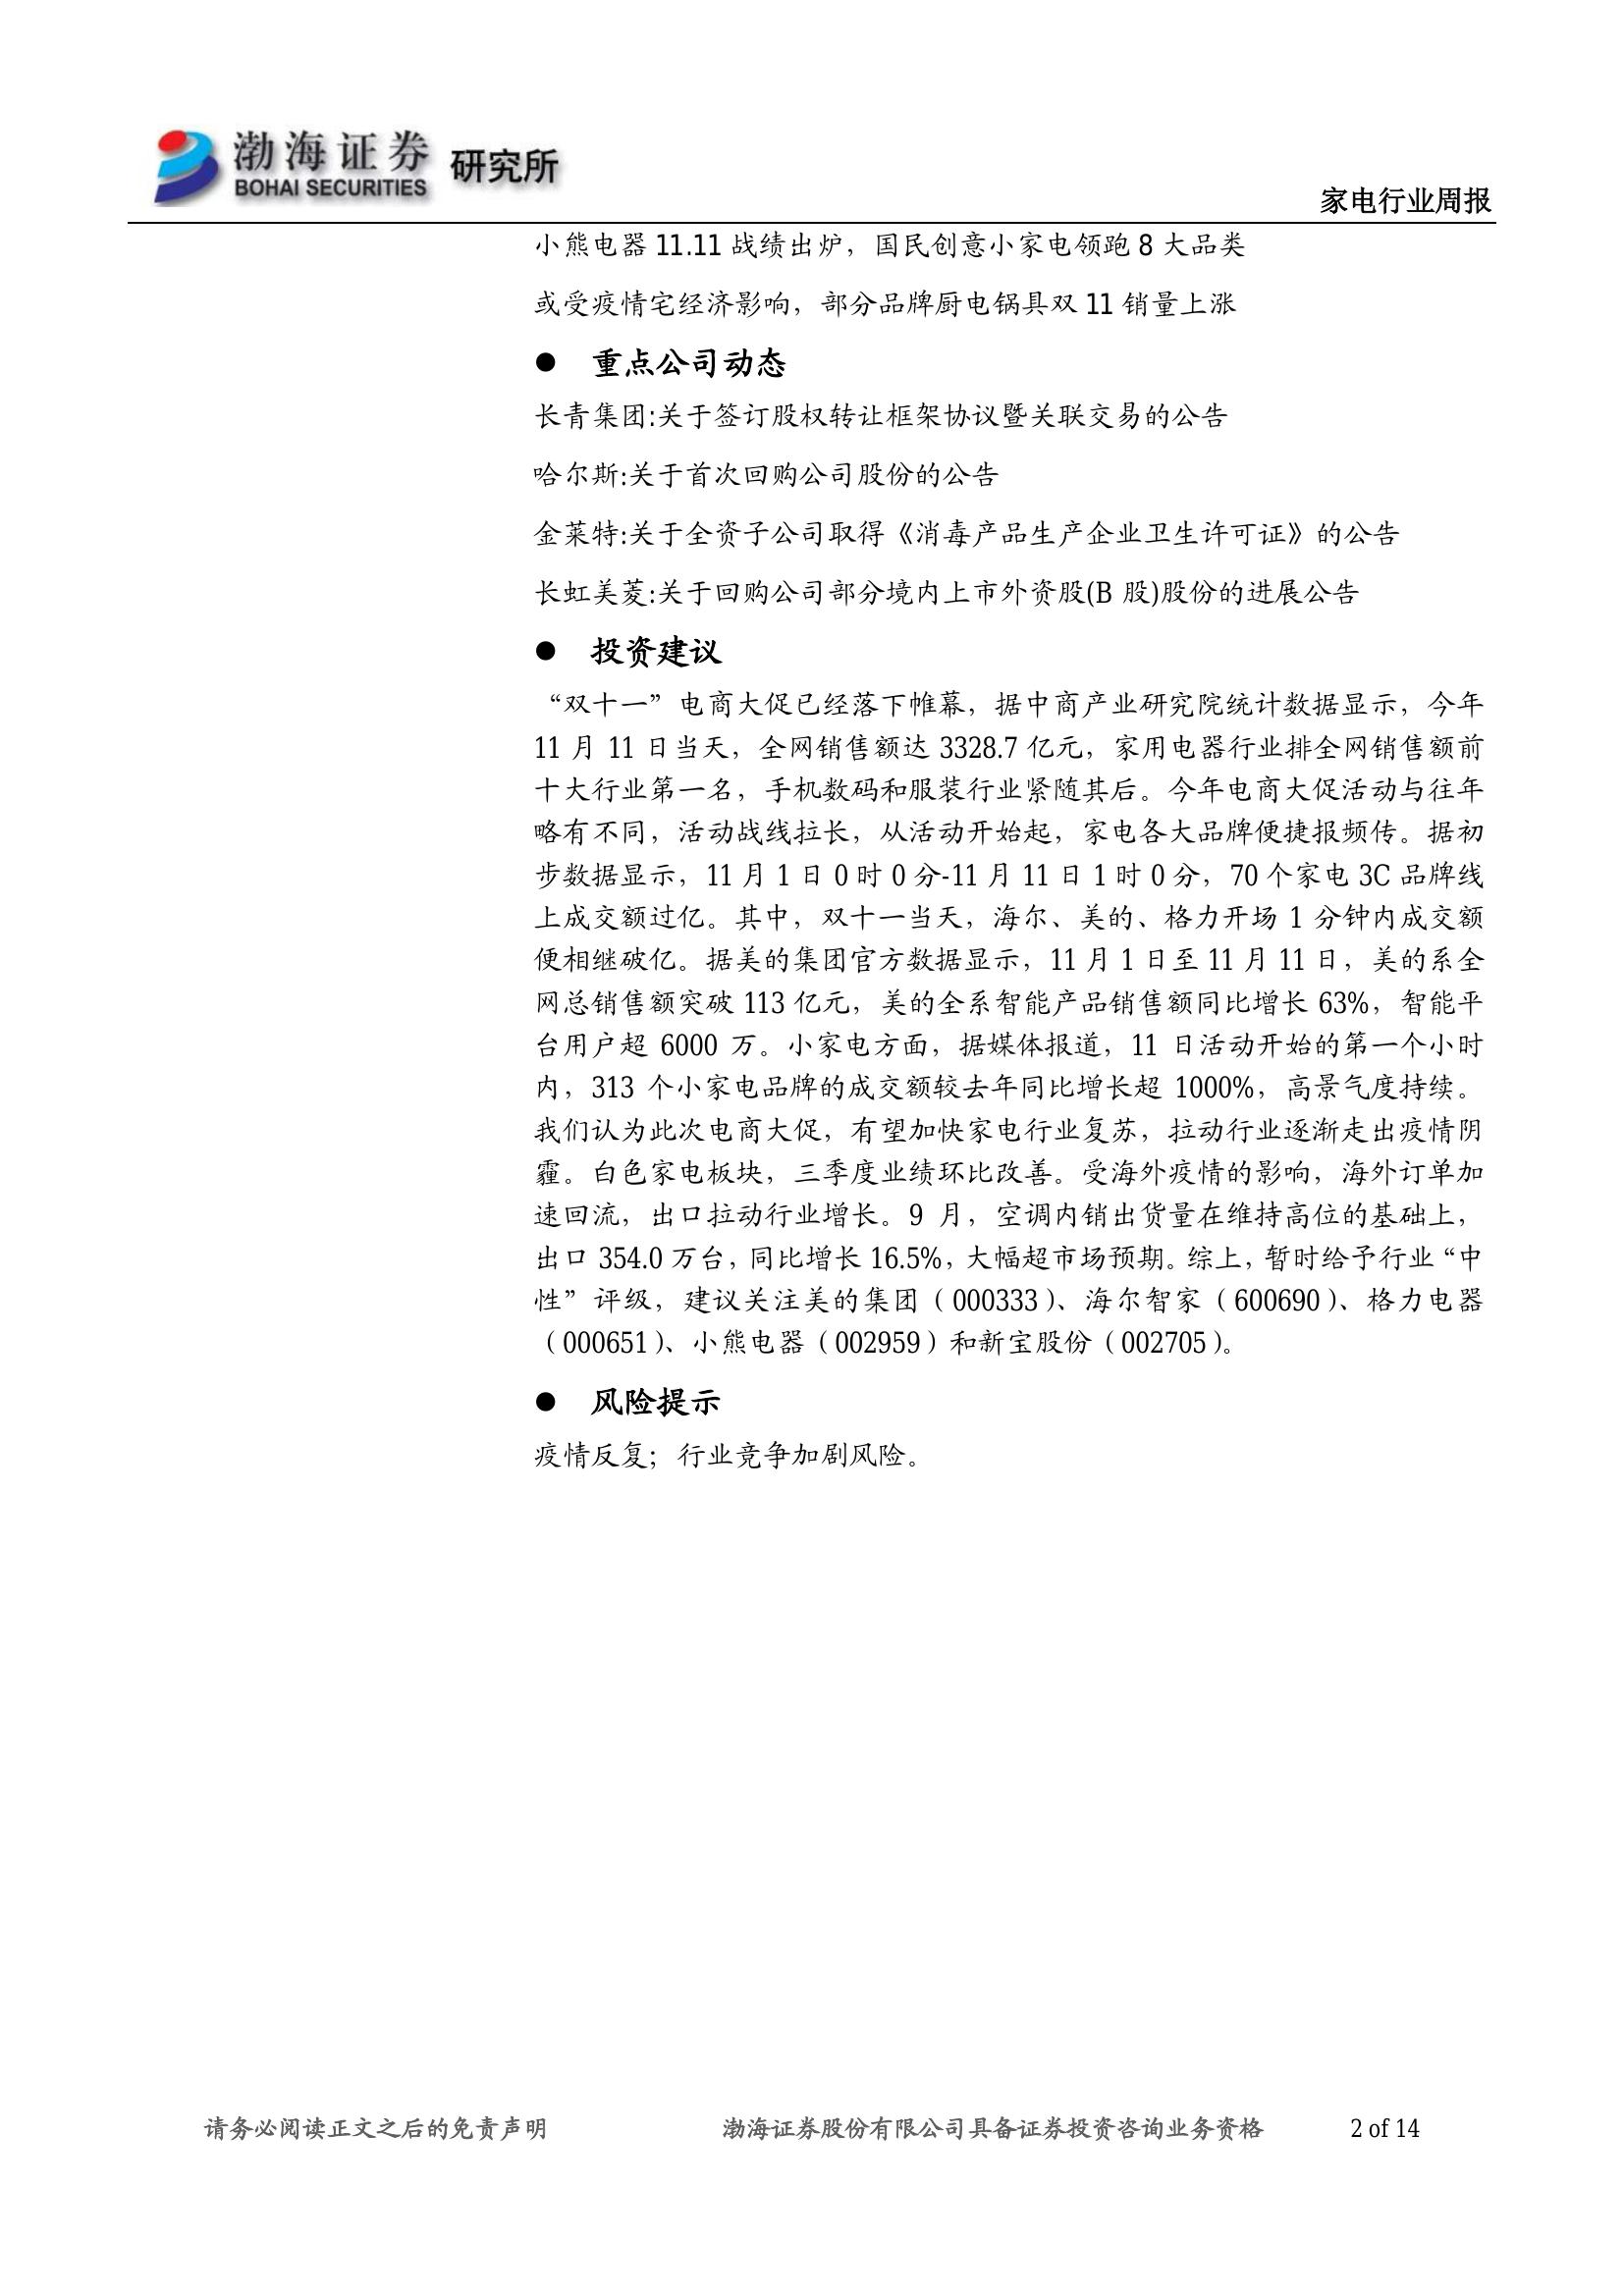 渤海证券
BOHAI SECURITIES
研究所
家电行业周报
小熊电器 11.11 战绩出炉，国民创意小家电领跑 8 大品类
或受疫情宅经济影响，部分品牌厨电锅具双 11 销量上涨
● 重点公司动态
长青集团:关于签订股权转让框架协议暨关联交易的公告
哈尔斯:关于首次回购公司股份的公告
金莱特:关于全资子公司取得《消毒产品生产企业卫生许可证》的公告
长虹美菱:关于回购公司部分境内上市外资股(B 股)股份的进展公告
● 投资建议
“双十一”电商大促已经落下帷幕，据中商产业研究院统计数据显示，今年
11 月 11 日当天，全网销售额达 3328.7 亿元，家用电器行业排全网销售额前
十大行业第一名，手机数码和服装行业紧随其后。今年电商大促活动与往年
略有不同，活动战线拉长，从活动开始起，家电各大品牌便捷报频传。据初
步数据显示，11 月 1 日 0 时 0 分-11 月 11 日 1 时 0 分，70 个家电 3C 品牌线
上成交额过亿。其中，双十一当天，海尔、美的、格力开场 1 分钟内成交额
便相继破亿。据美的集团官方数据显示，11 月 1 日至 11 月 11 日，美的系全
网总销售额突破 113 亿元，美的全系智能产品销售额同比增长 63%，智能平
台用户超 6000 万。小家电方面，据媒体报道，11 日活动开始的第一个小时
内，313 个小家电品牌的成交额较去年同比增长超 1000%，高景气度持续。
我们认为此次电商大促，有望加快家电行业复苏，拉动行业逐渐走出疫情阴
霾。白色家电板块，三季度业绩环比改善。受海外疫情的影响，海外订单加
速回流，出口拉动行业增长。9 月，空调内销出货量在维持高位的基础上，
出口 354.0 万台，同比增长 16.5%，大幅超市场预期。综上，暂时给予行业“中
性”评级，建议关注美的集团（000333）、海尔智家（600690）、格力电器
（000651）、小熊电器（002959）和新宝股份（002705）。
● 风险提示
疫情反复；行业竞争加剧风险。
请务必阅读正文之后的免责声明 渤海证券股份有限公司具备证券投资咨询业务资格 2 of 14